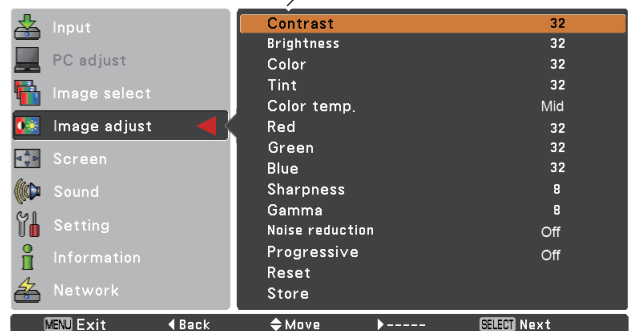 Input
PC adjust
Image select
Image adjust
Screen
Sound
Setting
Information
Network
Contrast 32
Brightness 32
Color 32
Tint 32
Color temp. Mid
Red 32
Green 32
Blue 32
Sharpness 8
Gamma 8
Noise reduction Off
Progressive Off
Reset
Store
MENU Exit Back Move ----- SELECT Next